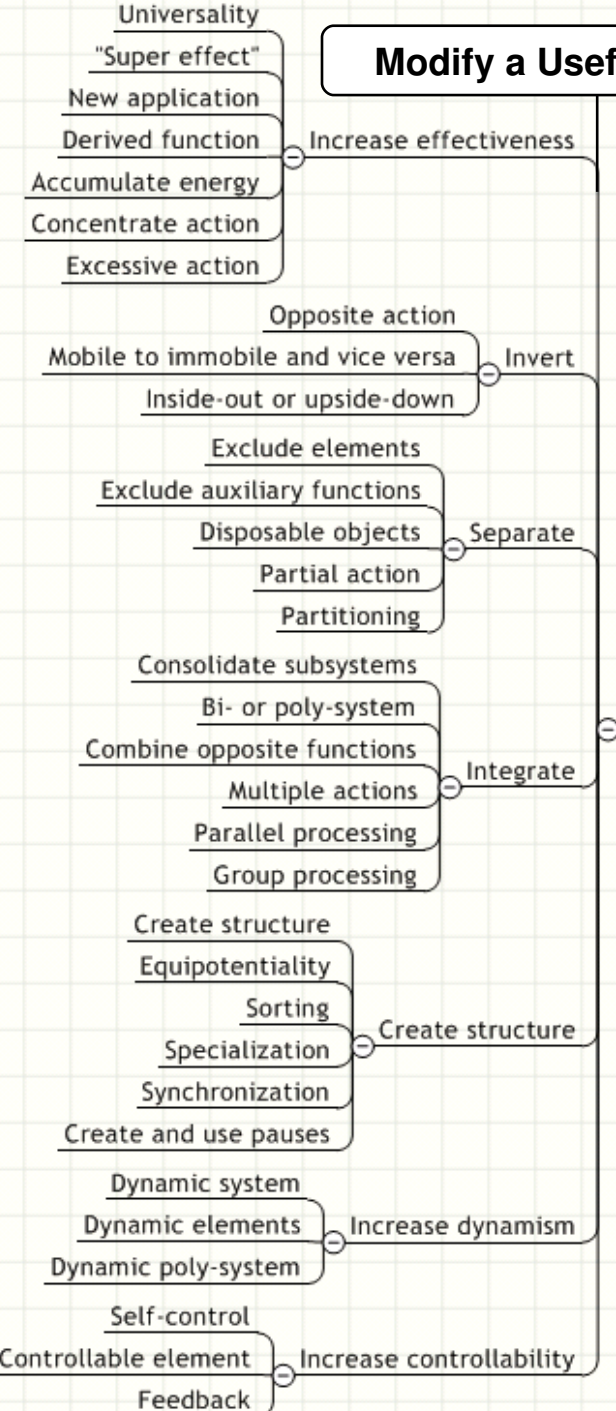 Modify a Usef
Universality
"Super effect"
New application
Derived function
Accumulate energy
Concentrate action
Excessive action
Increase effectiveness
Opposite action
Mobile to immobile and vice versa
Inside-out or upside-down
Invert
Exclude elements
Exclude auxiliary functions
Disposable objects
Partial action
Partitioning
Separate
Consolidate subsystems
Bi- or poly-system
Combine opposite functions
Multiple actions
Parallel processing
Group processing
Integrate
Create structure
Equipotentiality
Sorting
Specialization
Synchronization
Create and use pauses
Create structure
Dynamic system
Dynamic elements
Dynamic poly-system
Increase dynamism
Self-control
Controllable element
Feedback
Increase controllability